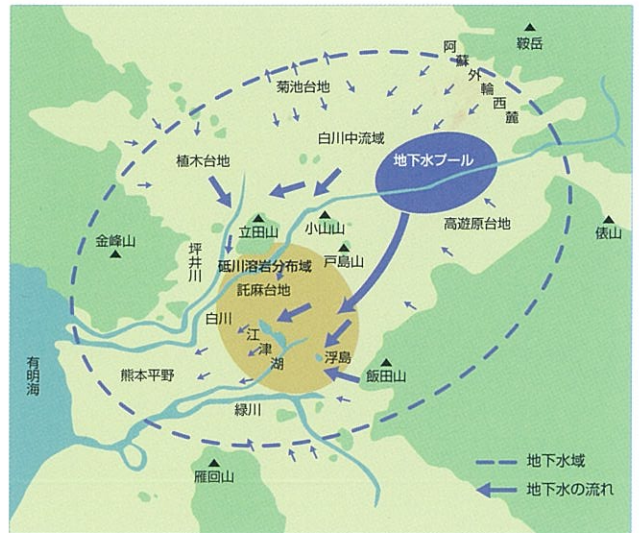 鞍岳
阿蘇外輪西麓
菊池台地
白川中流域
植木台地
地下水プール
高遊原台地
俵山
立田山
小山山
戸島山
金峰山
坪井川
砥川溶岩分布域
託麻台地
白川
江津湖
浮島
有明海
熊本平野
飯田山
緑川
雁回山
地下水域
地下水の流れ